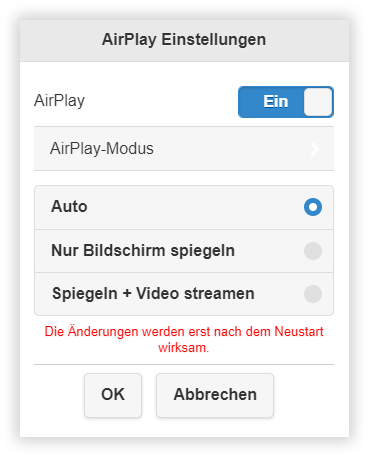 AirPlay Einstellungen
AirPlay
Ein
AirPlay-Modus
Auto
Nur Bildschirm spiegeln
Spiegeln + Video streamen
Die Änderungen werden erst nach dem Neustart
wirksam.
OK
Abbrechen